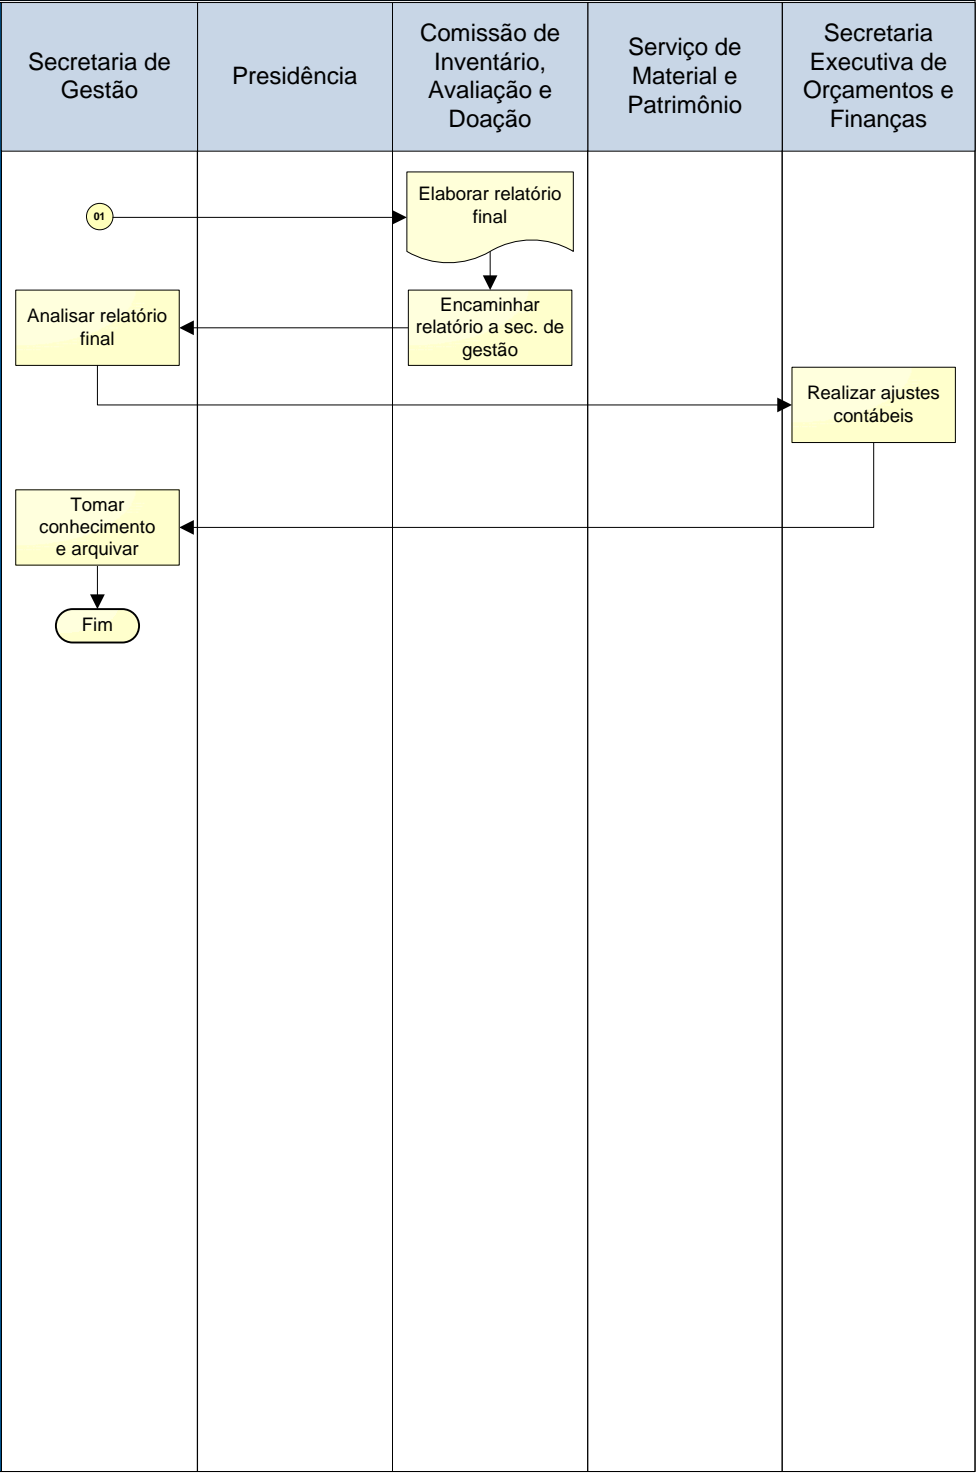 Secretaria de
Gestão
Presidência
Comissão de
Inventário,
Avaliação e
Doação
Serviço de
Material e
Patrimônio
Secretaria
Executiva de
Orçamentos e
Finanças
01
Elaborar relatório
final
Encaminhar
relatório a sec. de
gestão
Analisar relatório
final
Realizar ajustes
contábeis
Tomar
conhecimento
e arquivar
Fim